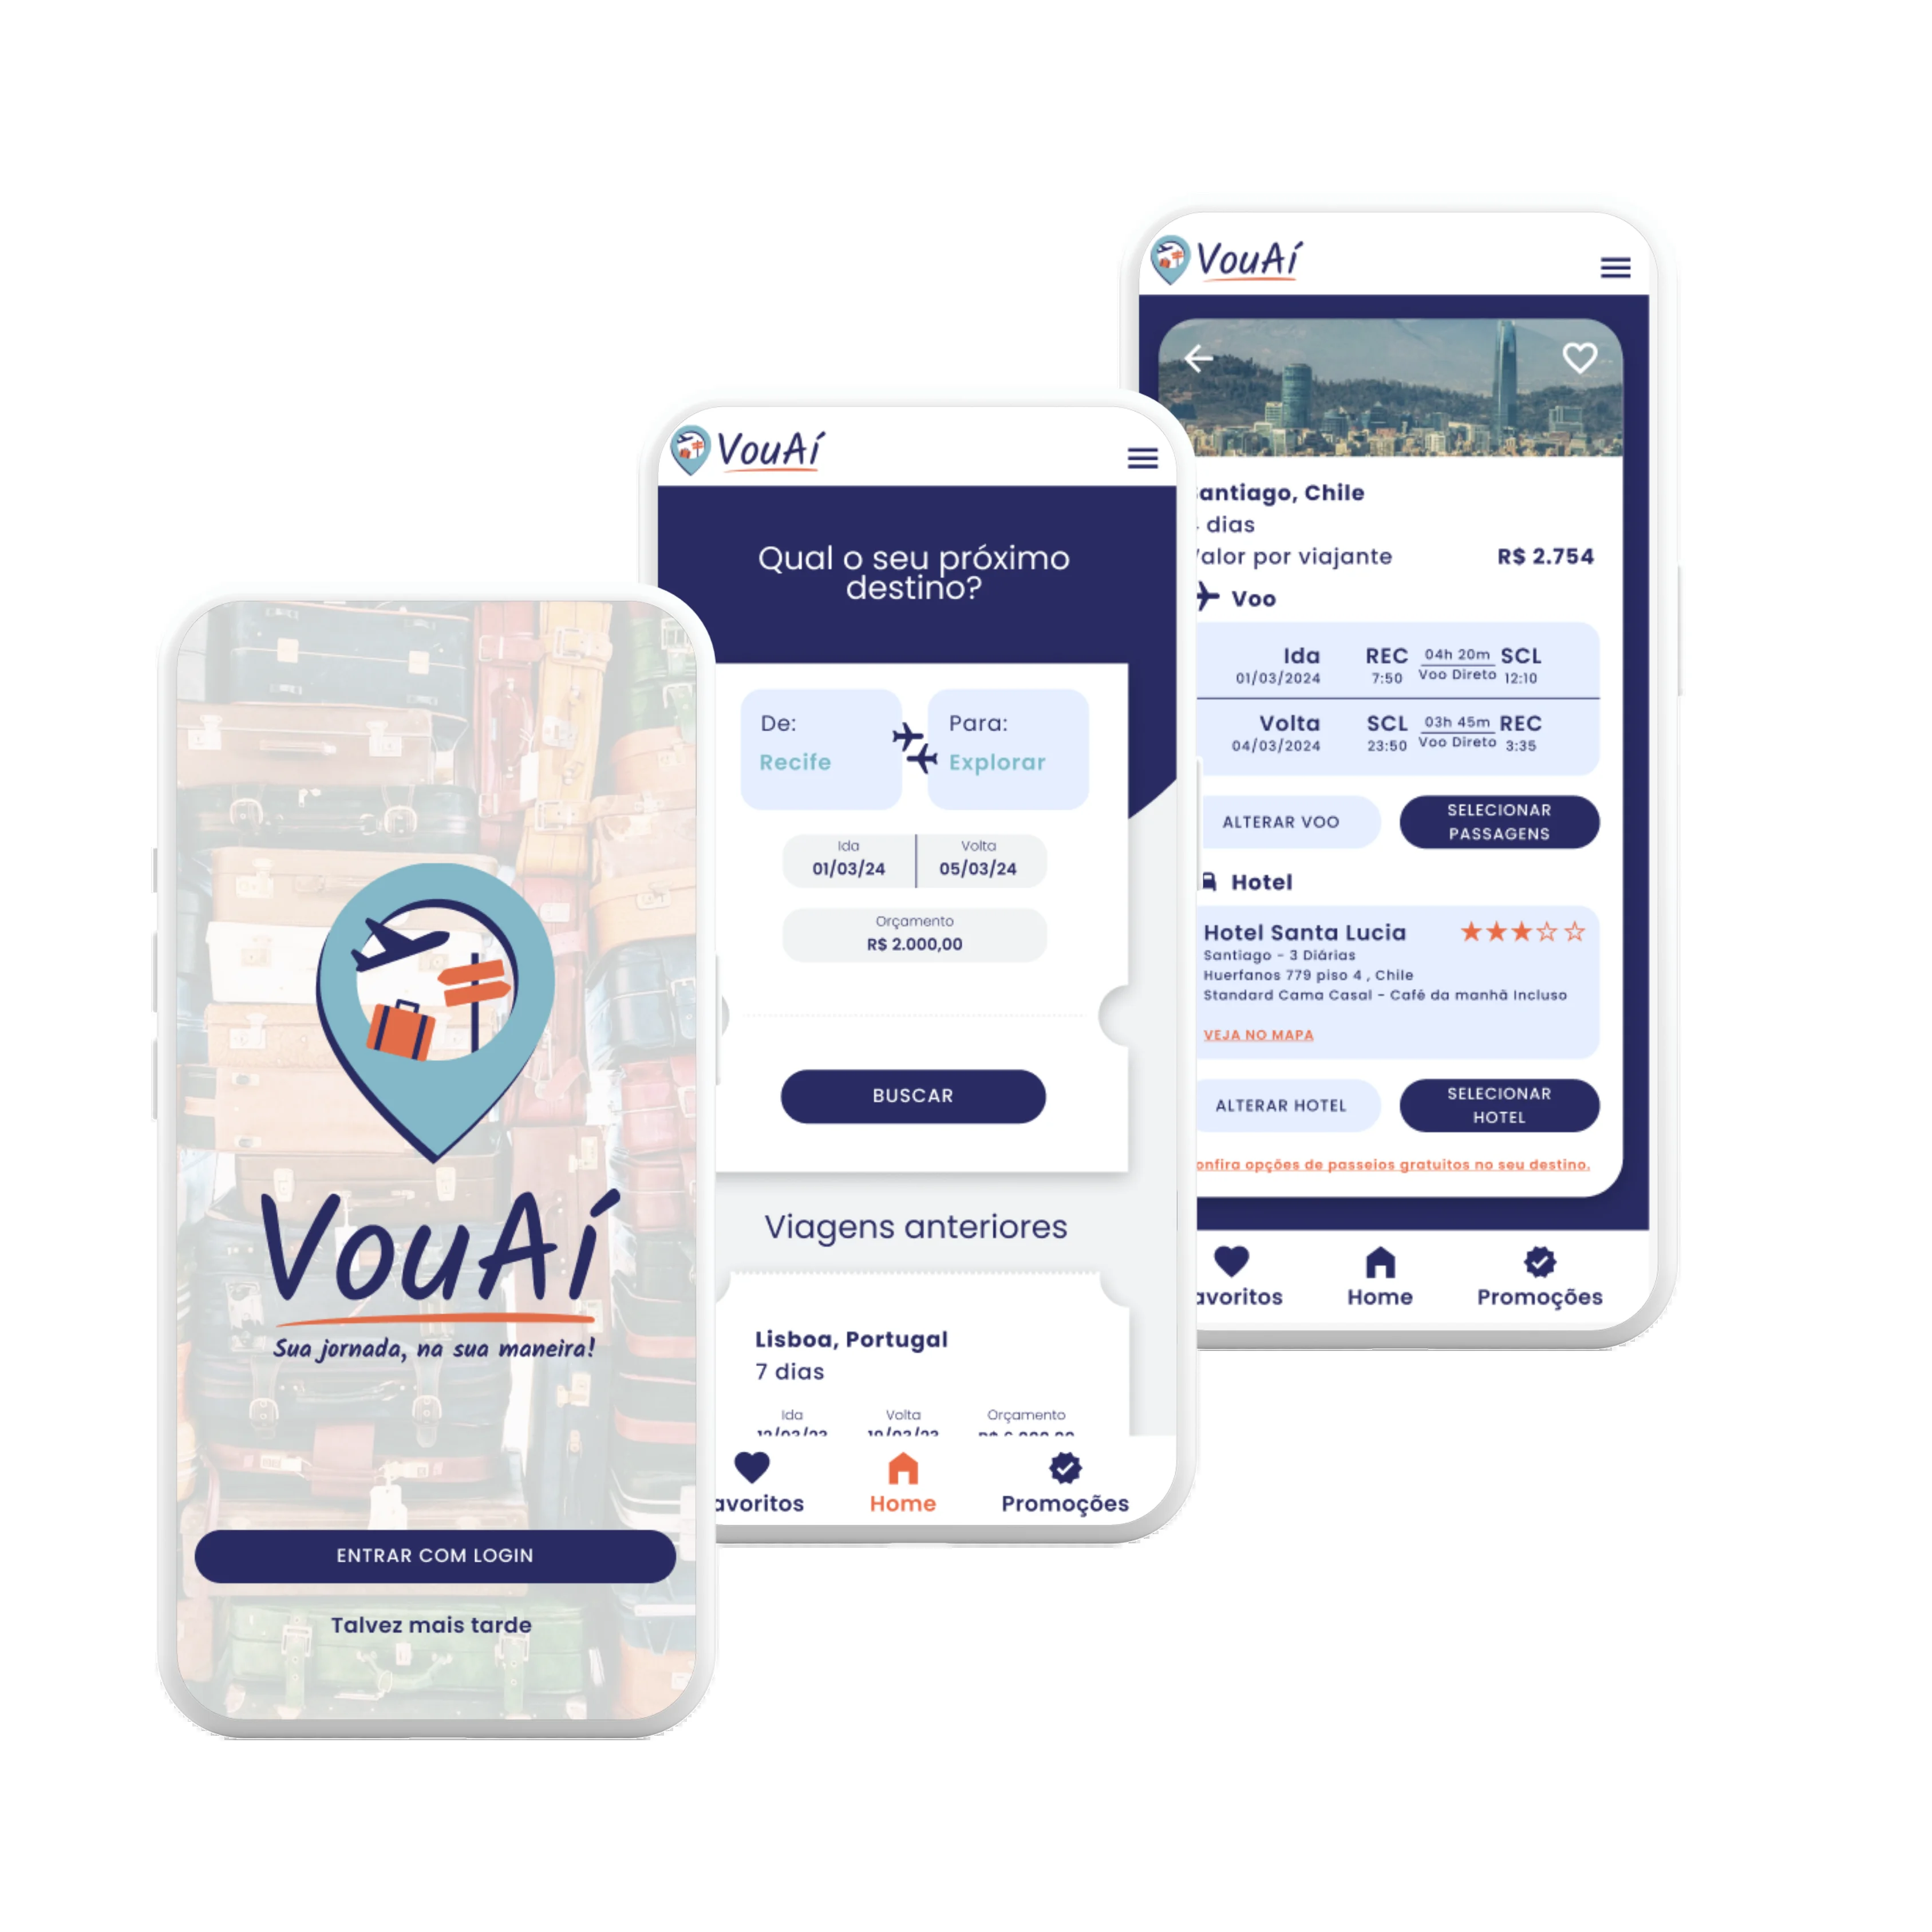 VouAí
Sua jornada, na sua maneira!
ENTRAR COM LOGIN
Talvez mais tarde
VouAí
Qual o seu próximo
destino?
De:
Recife
Para:
Explorar
Ida
01/03/24
Volta
05/03/24
Orçamento
R$ 2.000,00
BUSCAR
Viagens anteriores
Lisboa, Portugal
7 dias
Ida
Volta
Orçamento
avoritos
Home
Promoções
VouAí
antiago, Chile
dias
alor por viajante
R$ 2.754
Voo
Ida
01/03/2024
REC
7:50
04h 20m
Voo Direto
SCL
12:10
Volta
04/03/2024
SCL
23:50
03h 45m
Voo Direto
REC
3:35
ALTERAR VOO
SELECIONAR
PASSAGENS
Hotel
Hotel Santa Lucia
Santiago - 3 Diárias
Huerfanos 779 piso 4 , Chile
Standard Cama Casal - Café da manhã Incluso
VEJA NO MAPA
ALTERAR HOTEL
SELECIONAR
HOTEL
onfira opções de passeios gratuitos no seu destino.
avoritos
Home
Promoções